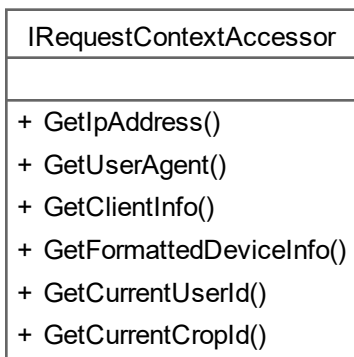 IRequestContextAccessor
+ GetIpAddress()
+ GetUserAgent()
+ GetClientInfo()
+ GetFormattedDeviceInfo()
+ GetCurrentUserId()
+ GetCurrentCropId()